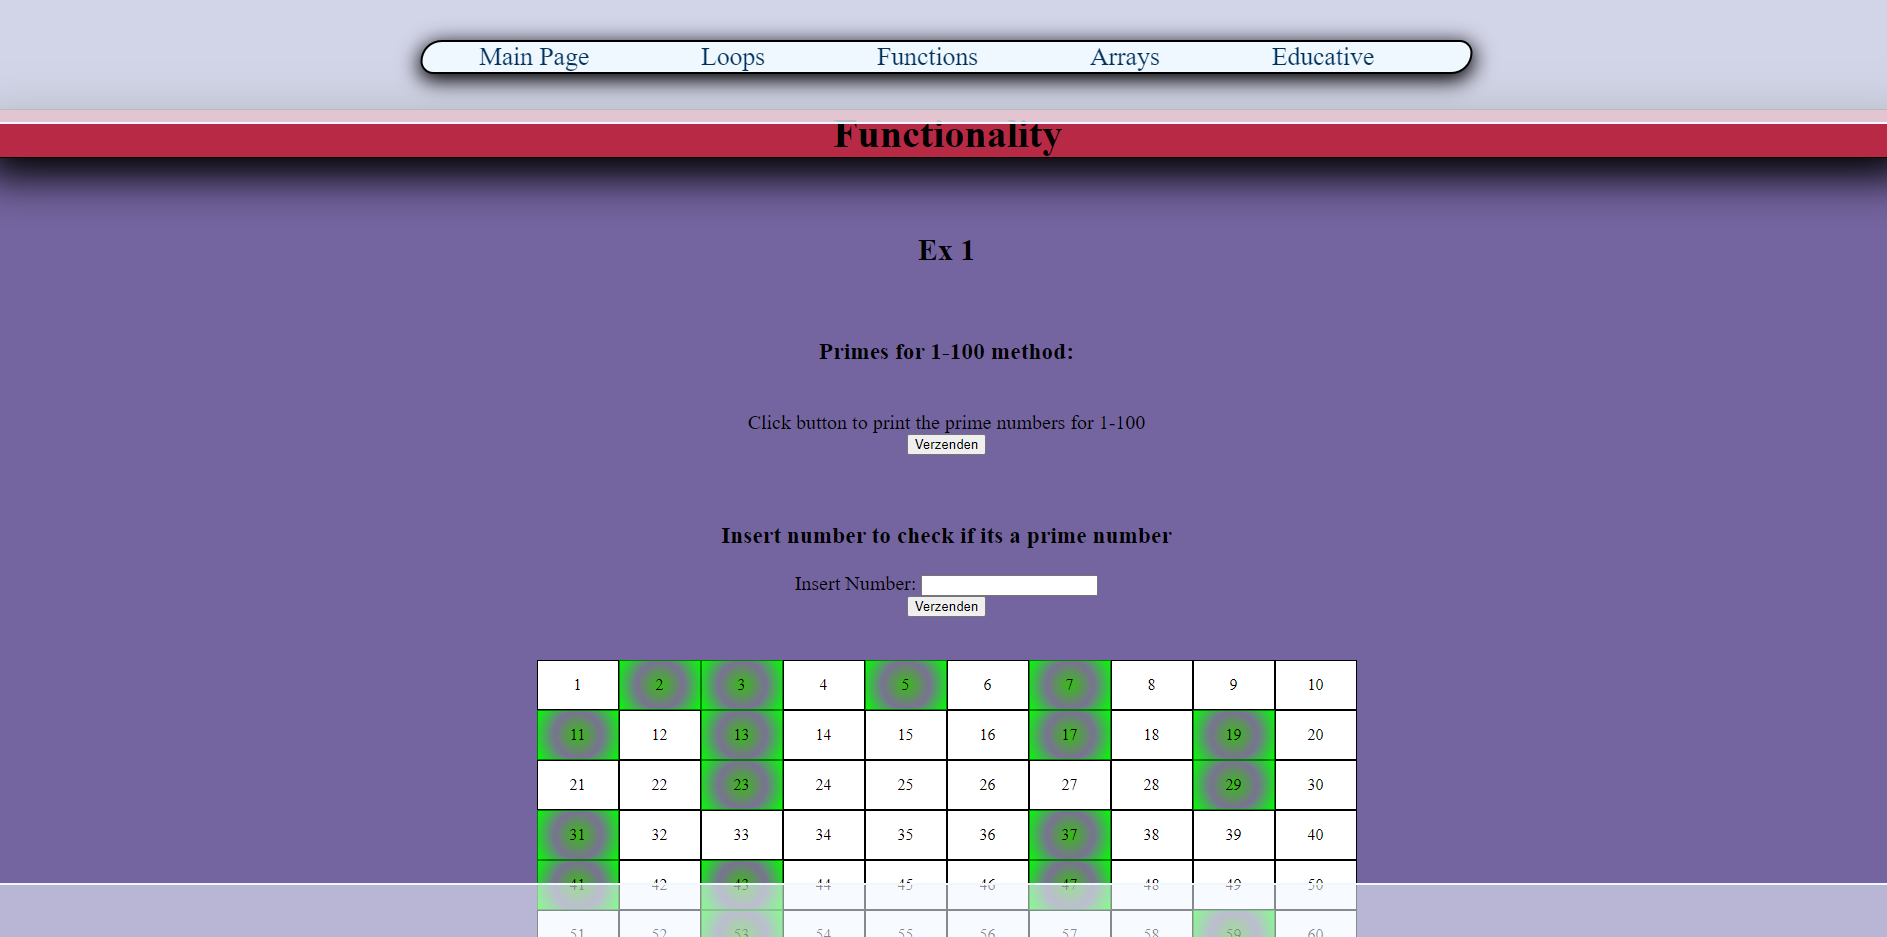 Main Page Loops Functions Arrays Educative
Functionality
Ex 1
Primes for 1-100 method:
Click button to print the prime numbers for 1-100
Verzenden
Insert number to check if its a prime number
Insert Number:
Verzenden
1 2 3 4 5 6 7 8 9 10
11 12 13 14 15 16 17 18 19 20
21 22 23 24 25 26 27 28 29 30
31 32 33 34 35 36 37 38 39 40
41 42 43 44 45 46 47 48 49 50
51 52 53 54 55 56 57 58 59 60